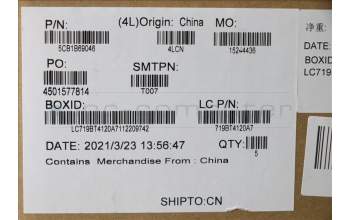 P/N: (4L)Origin: China MO:
5CB1B69046 4LCN 15244436
PO: SMTPN:
4501577814 T007
BOXID: LC P/N:
LC719BT4120A7112209742 719BT4120A7
DATE: 2021/3/23 13:56:47 QTY:
5
Contains Merchandise From : China
SHIPTO:CN
净重:
DATE:
BOXID
LC719